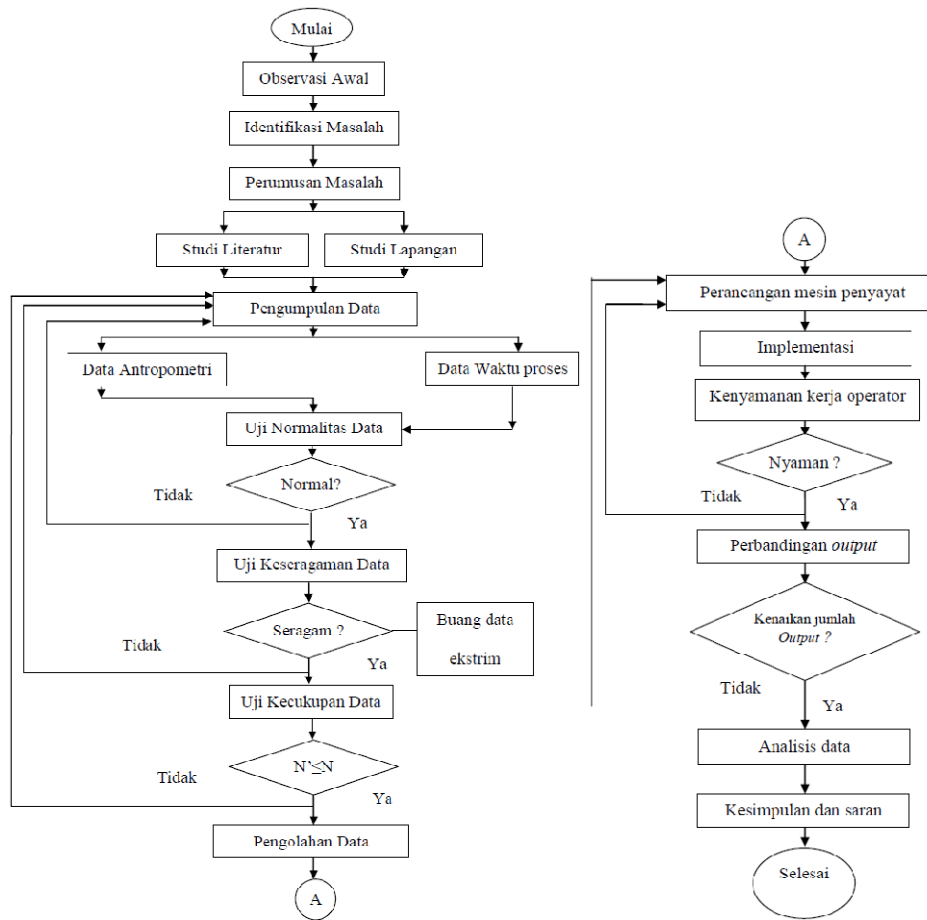 Mulai
Observasi Awal
Identifikasi Masalah
Perumusan Masalah
Studi Literatur
Studi Lapangan
Pengumpulan Data
Data Antropometri
Data Waktu proses
Uji Normalitas Data
Normal?
Tidak
Ya
Uji Keseragaman Data
Seragam ?
Buang data
ekstrim
Tidak
Ya
Uji Kecukupan Data
N'≤N
Tidak
Ya
Pengolahan Data
A
A
Perancangan mesin penyayat
Implementasi
Kenyamanan kerja operator
Nyaman ?
Tidak
Ya
Perbandingan output
Kenaikan jumlah
Output ?
Tidak
Ya
Analisis data
Kesimpulan dan saran
Selesai